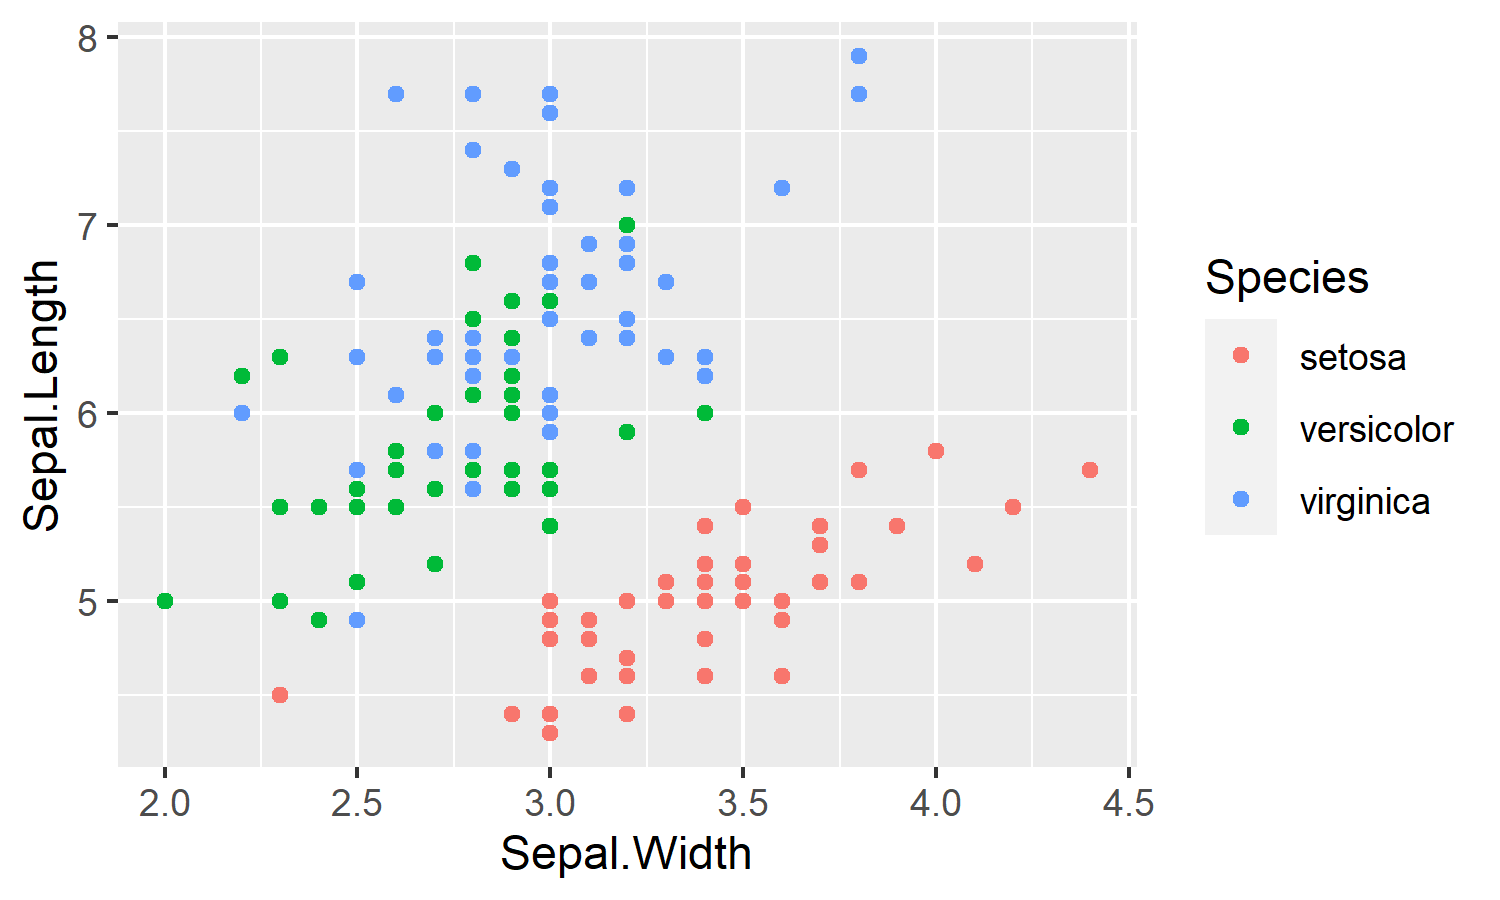 8
7
6
5
Sepal.Length
2.0 2.5 3.0 3.5 4.0 4.5
Sepal.Width
Species
setosa
versicolor
virginica